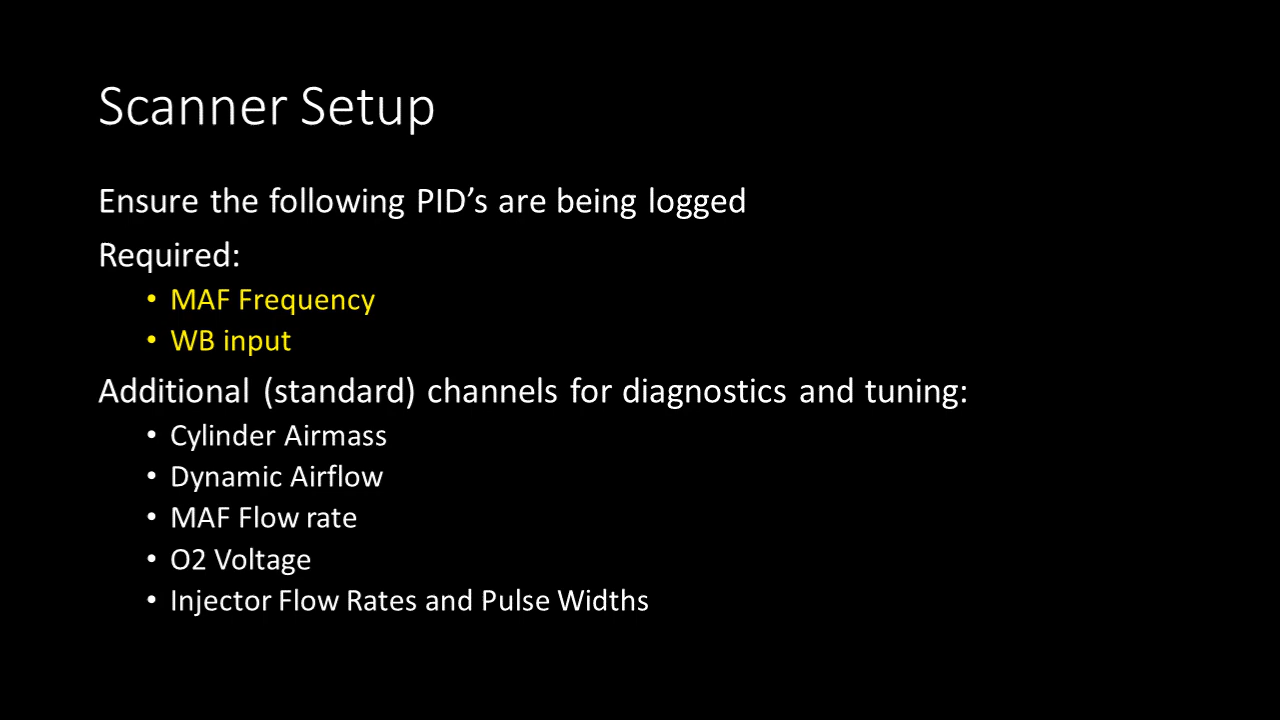 Scanner Setup
Ensure the following PID’s are being logged
Required:
• MAF Frequency
• WB input
Additional (standard) channels for diagnostics and tuning:
• Cylinder Airmass
• Dynamic Airflow
• MAF Flow rate
• O2 Voltage
• Injector Flow Rates and Pulse Widths